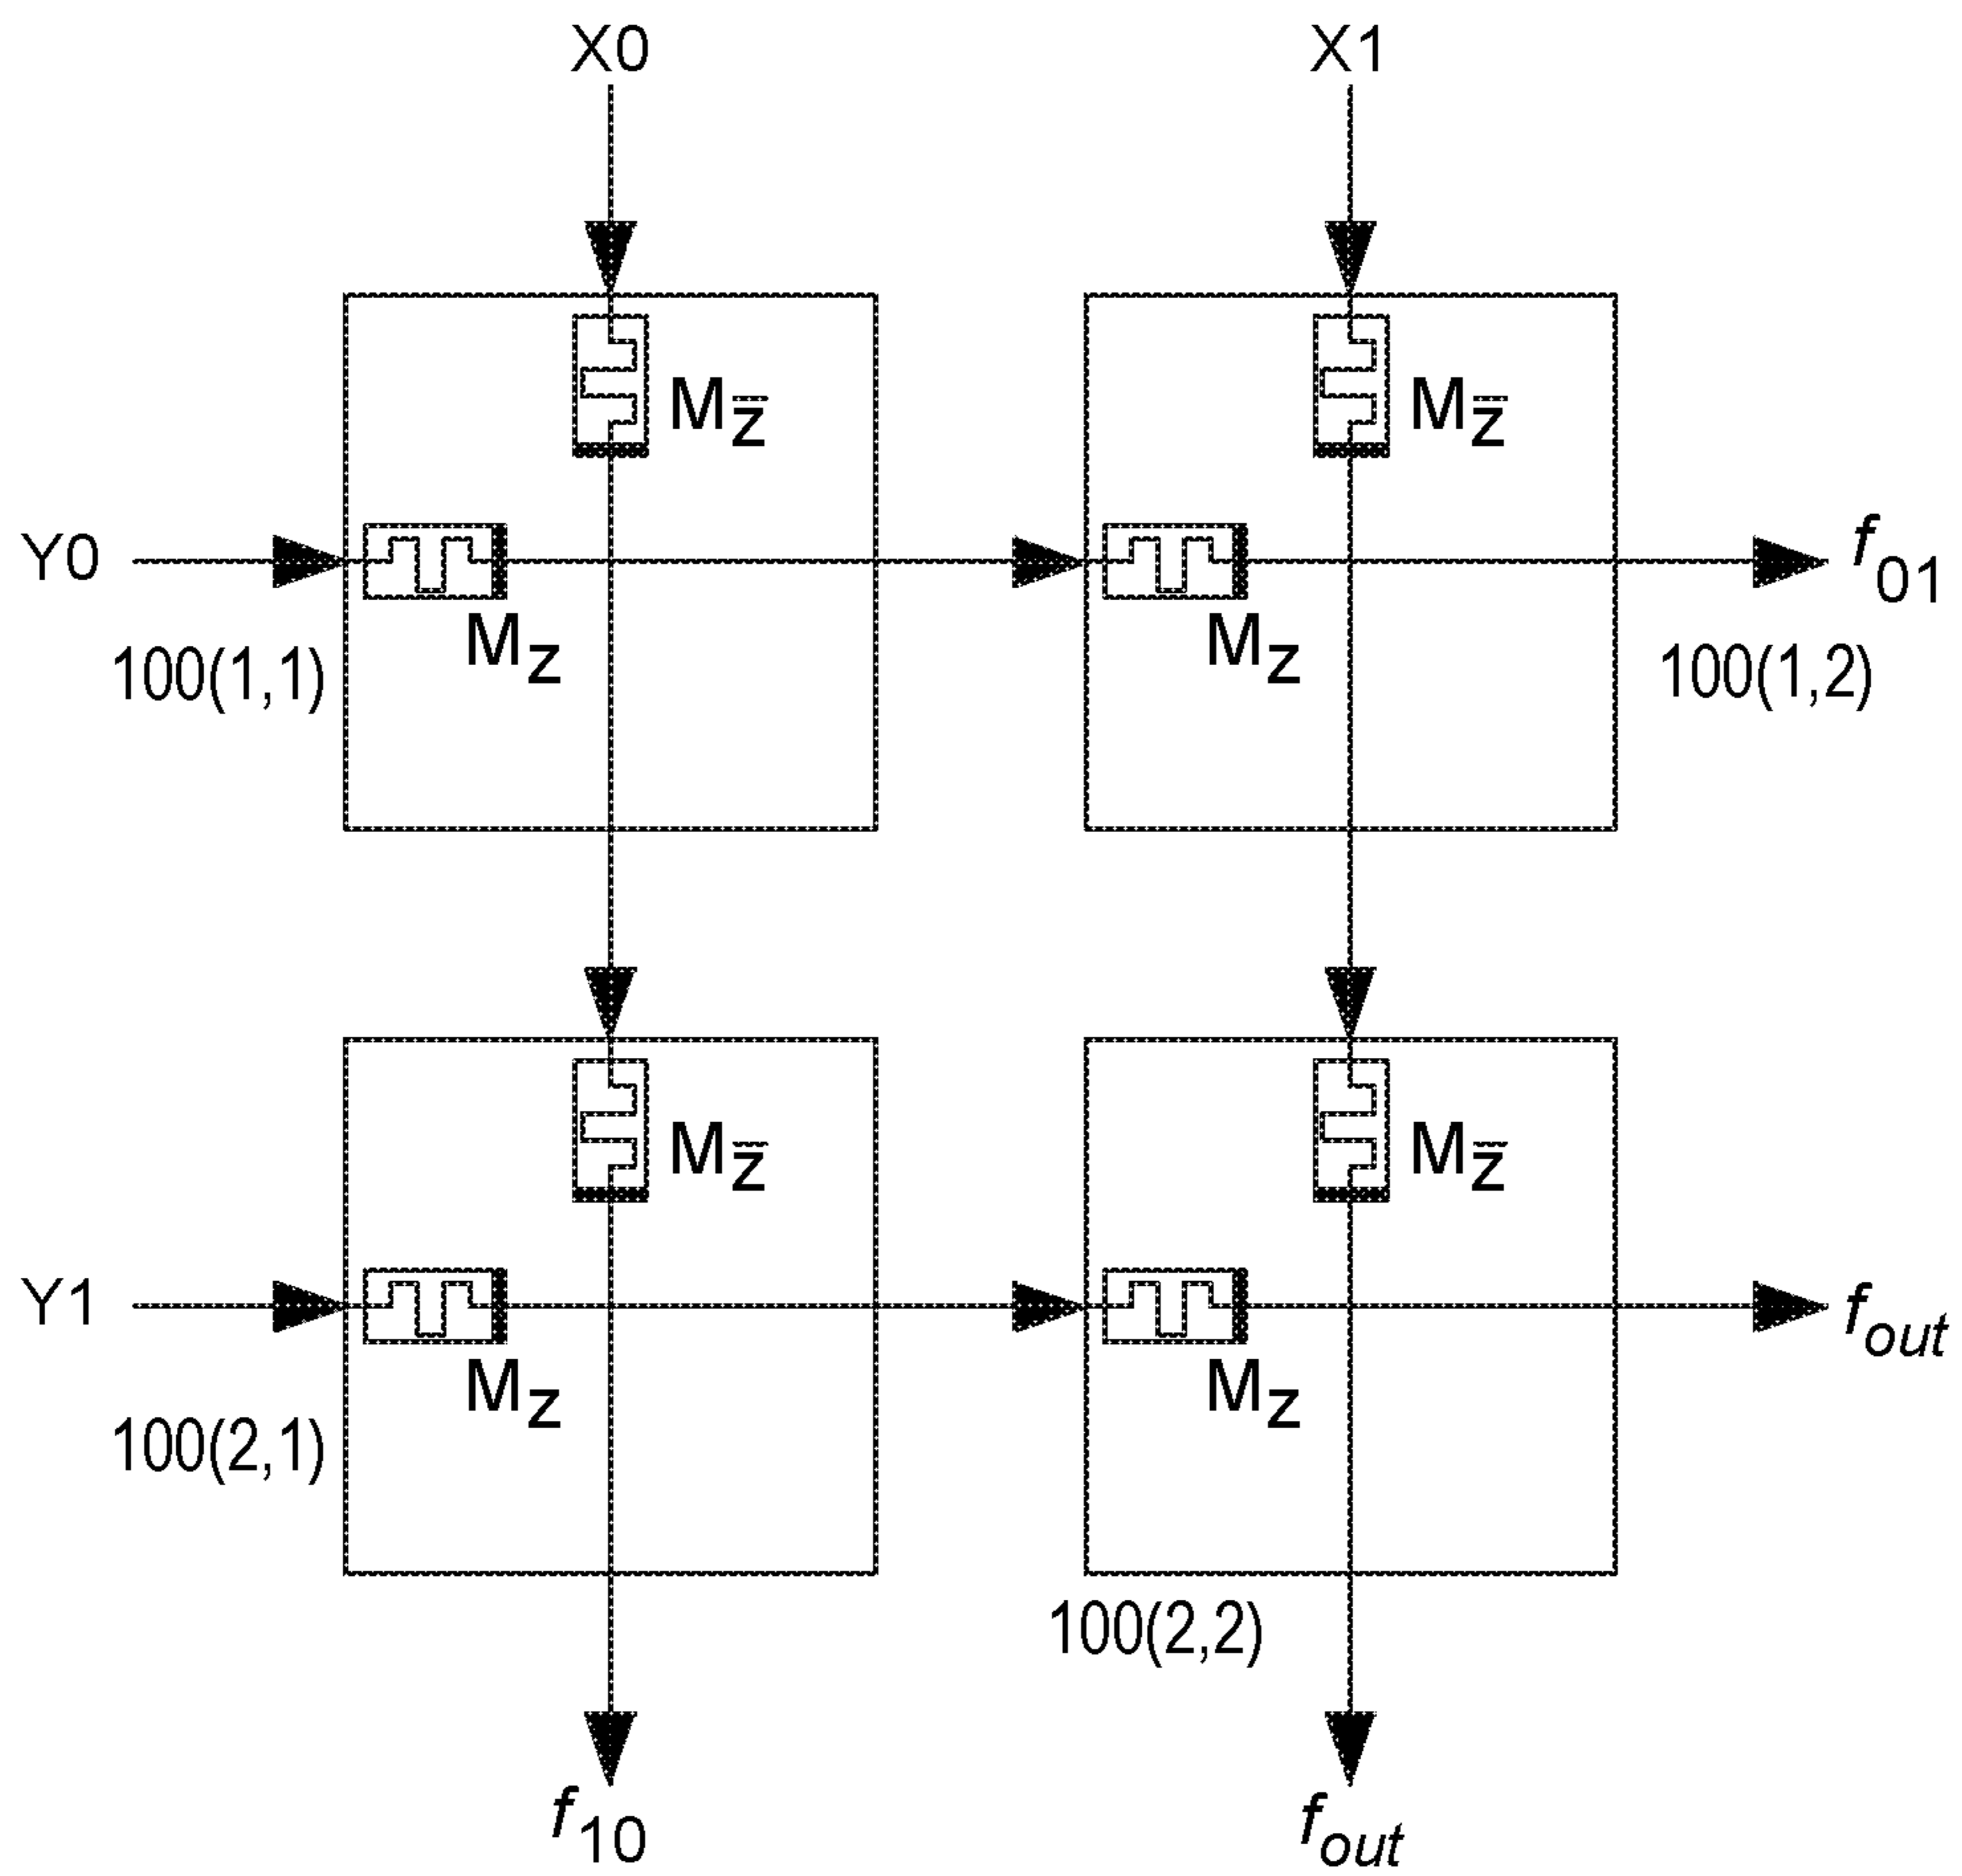 X0 X1
M_Z̅ M_Z̅
Y0 f_01
M_Z M_Z
100(1,1) 100(1,2)
M_Z̅ M_Z̅
Y1 f_out
M_Z M_Z
100(2,1)
100(2,2)
f_10 f_out